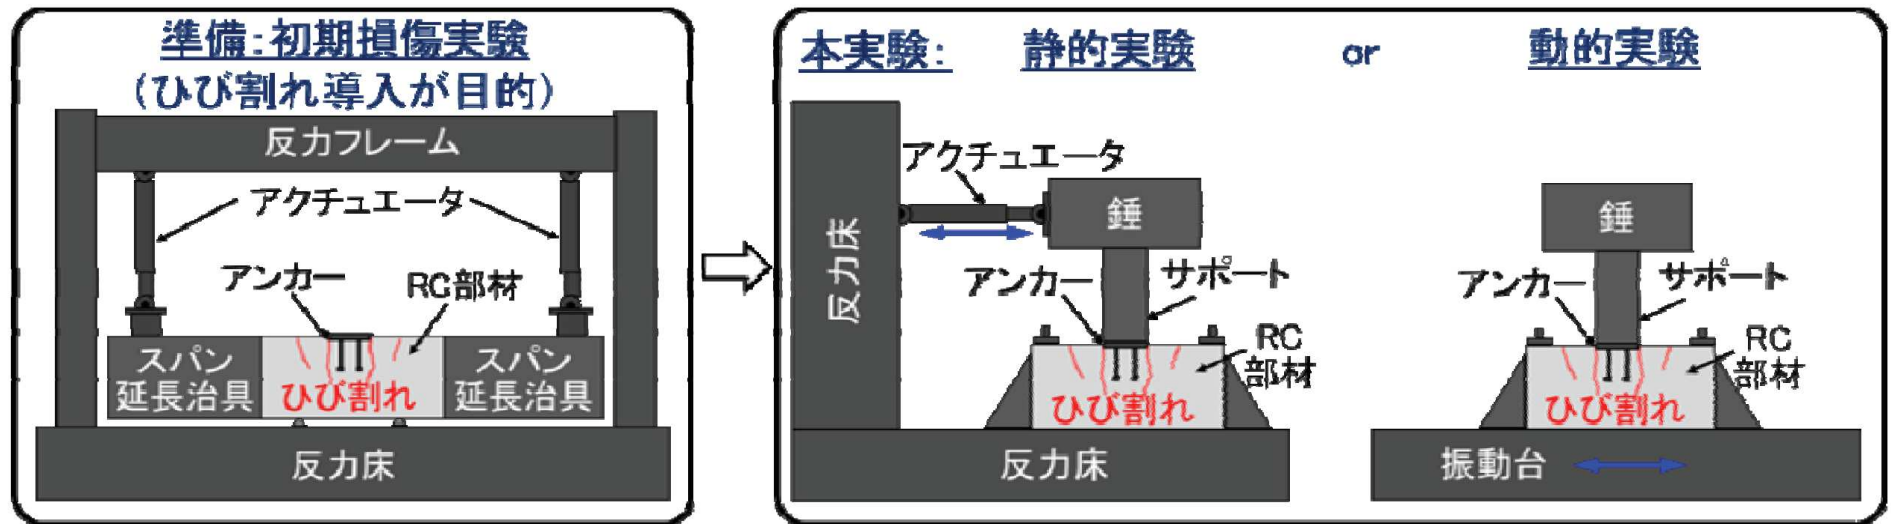 準備:初期損傷実験
(ひび割れ導入が目的)
反力フレーム
アクチュエータ
アンカー
RC部材
スパン
延長治具
ひび割れ
スパン
延長治具
反力床
本実験: 静的実験 or 動的実験
反力床
アクチュエータ
錘
アンカー
サポート
RC
部材
ひび割れ
反力床
錘
アンカー
サポート
RC
部材
ひび割れ
振動台